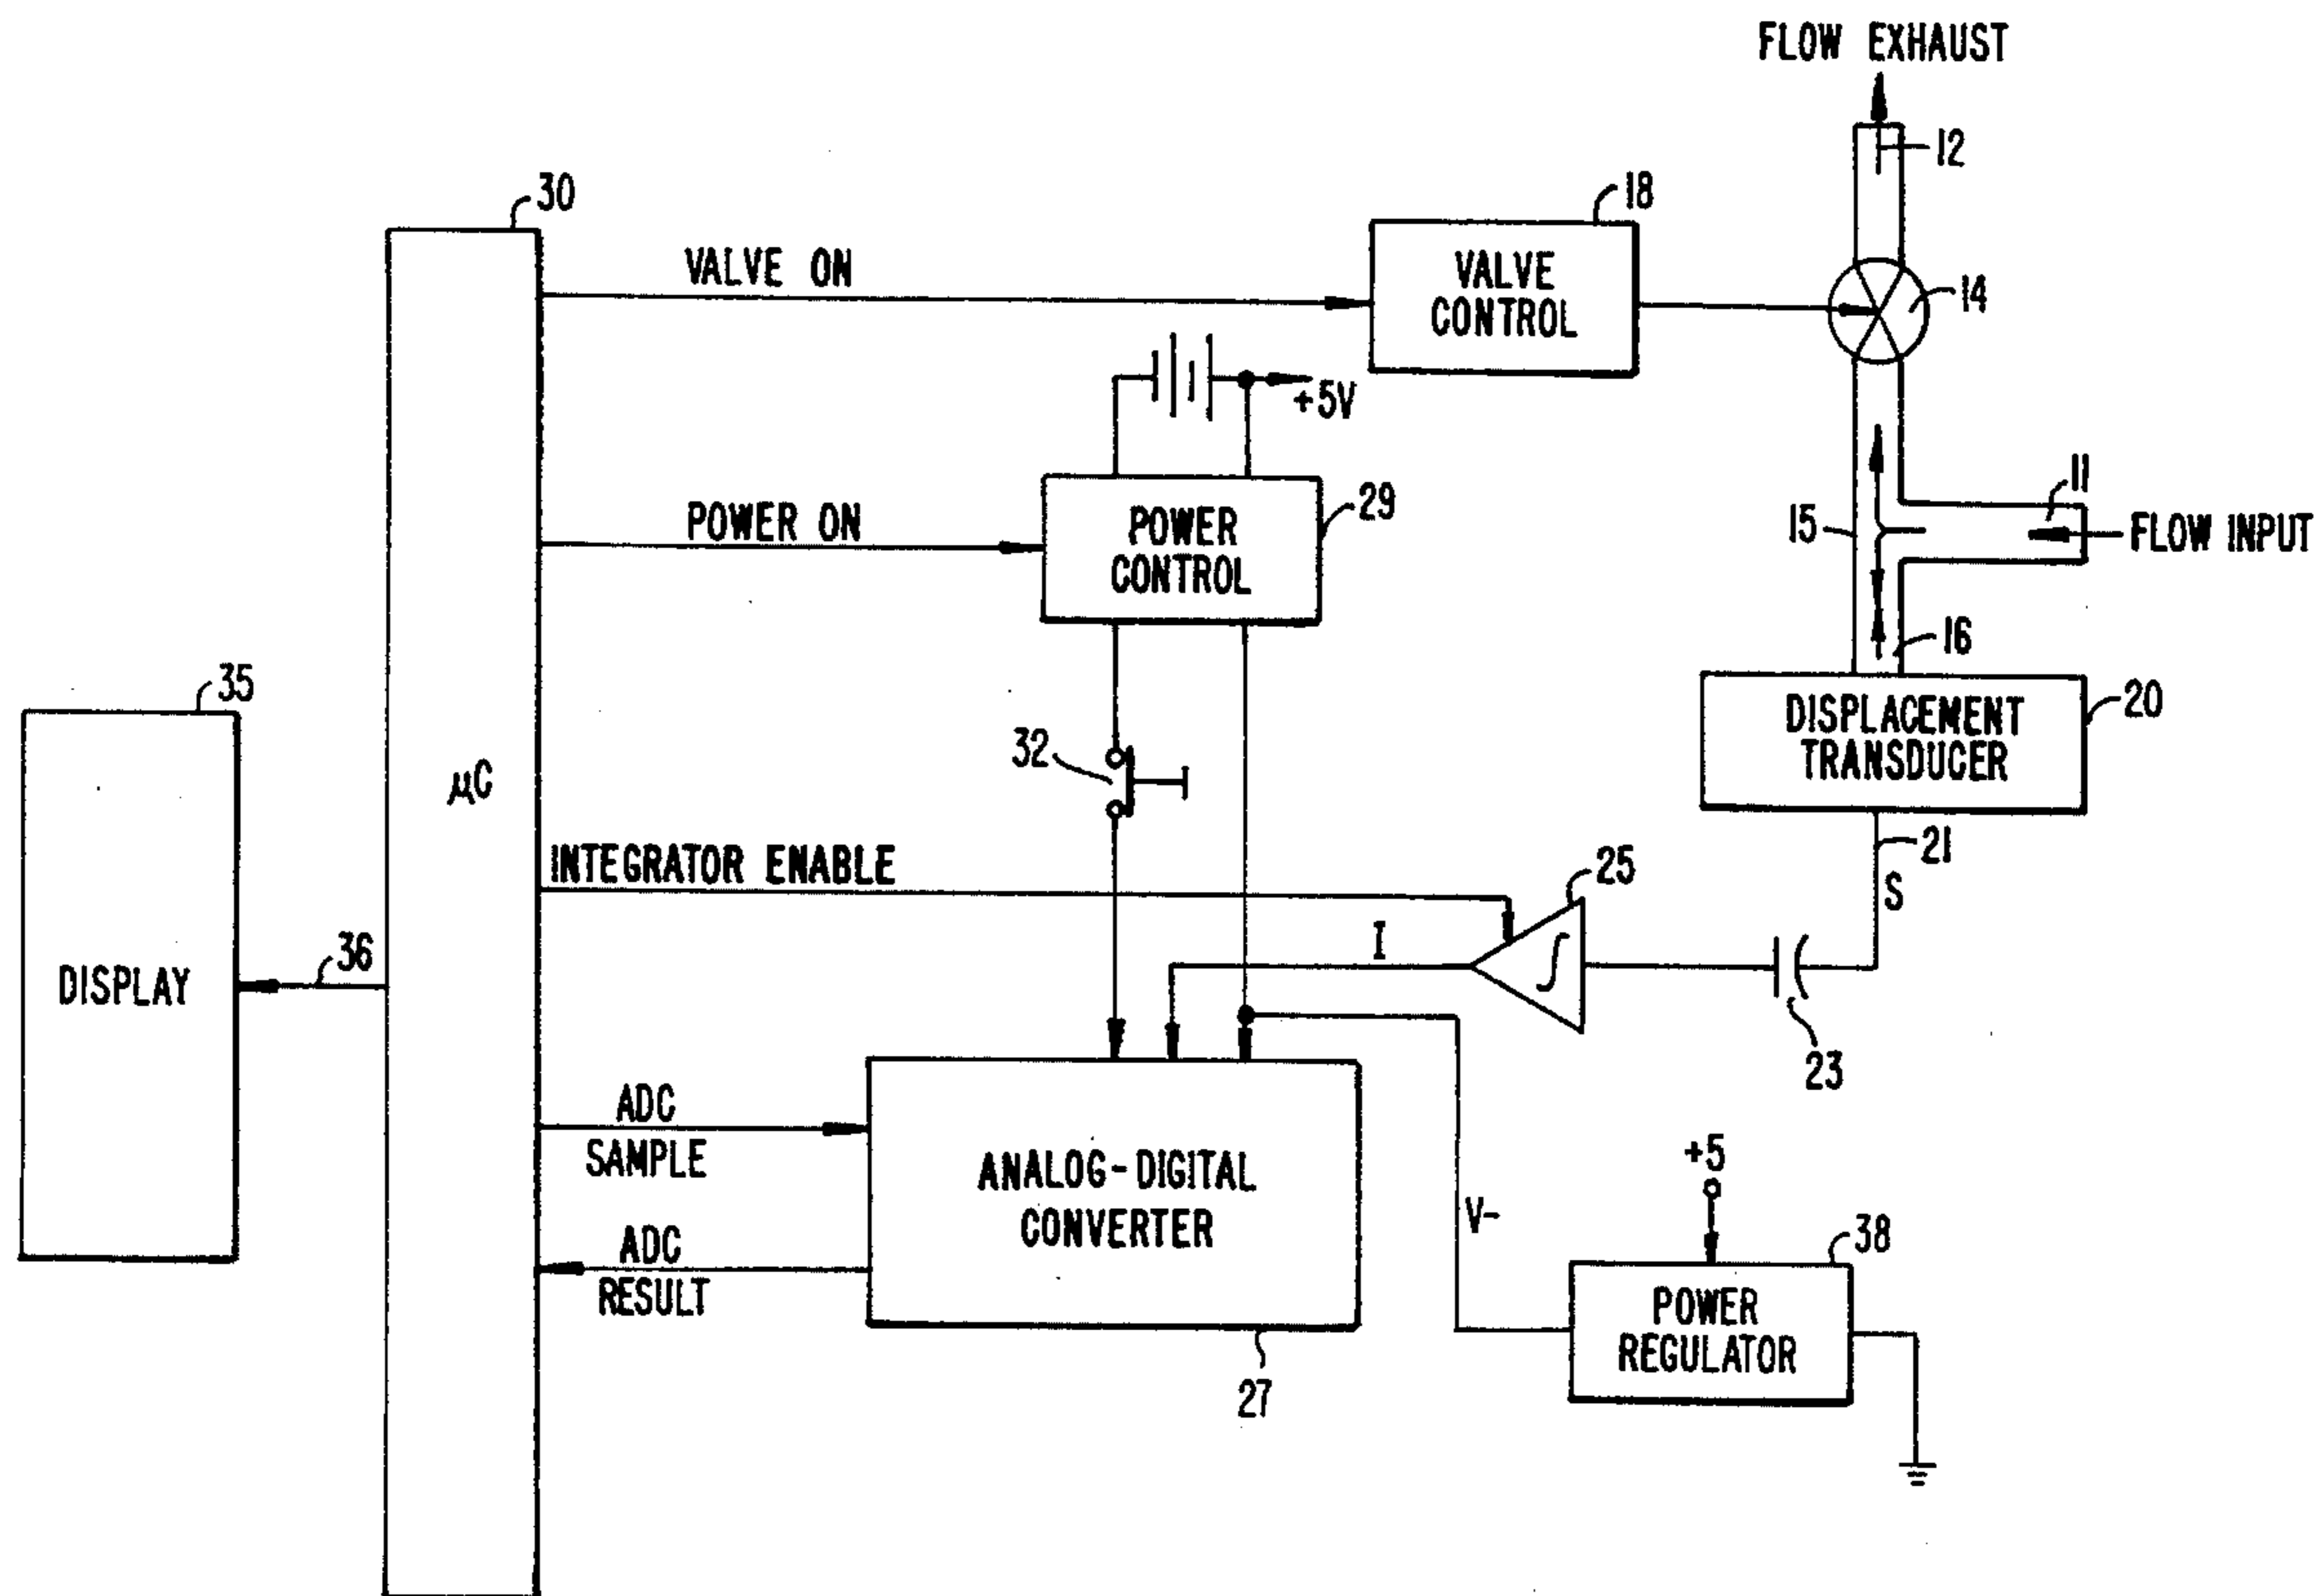 FLOW EXHAUST
12
30
18
VALVE ON
VALVE
CONTROL
14
+5V
11
29
POWER ON
POWER
CONTROL
15
FLOW INPUT
16
35
20
32
DISPLACEMENT
TRANSDUCER
μC
21
INTEGRATOR ENABLE
25
S
I
∫
36
DISPLAY
23
ADC
SAMPLE
+5
ANALOG-DIGITAL
CONVERTER
V-
38
ADC
RESULT
POWER
REGULATOR
27